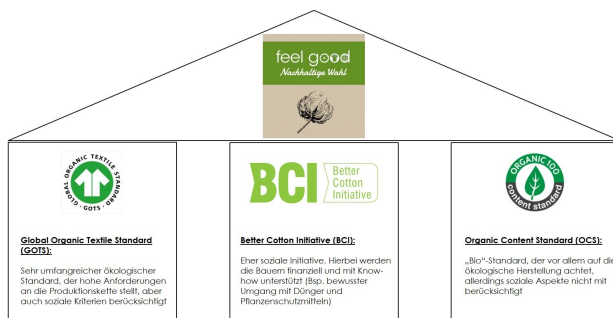 feel good
Nachhaltige Wahl
GLOBAL ORGANIC TEXTILE STANDARD
· GOTS ·
Global Organic Textile Standard
(GOTS):
Sehr umfangreicher ökologischer
Standard, der hohe Anforderungen
an die Produktionskette stellt, aber
auch soziale Kriterien berücksichtigt
BCI
Better
Cotton
Initiative
Better Cotton Initiative (BCI):
Eher soziale Initiative. Hierbei werden
die Bauern finanziell und mit Know-
how unterstützt (Bsp. bewusster
Umgang mit Dünger und
Pflanzenschutzmitteln)
ORGANIC 100
content standard
Organic Content Standard (OCS):
„Bio"-Standard, der vor allem auf die
ökologische Herstellung achtet,
allerdings soziale Aspekte nicht mit
berücksichtigt